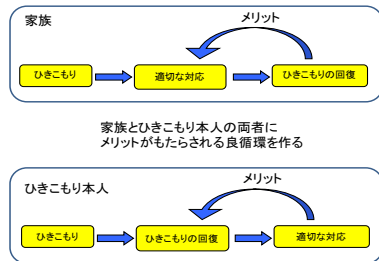 家族
メリット
ひきこもり
適切な対応
ひきこもりの回復
家族とひきこもり本人の両者に
メリットがもたらされる良循環を作る
ひきこもり本人
メリット
ひきこもり
ひきこもりの回復
適切な対応